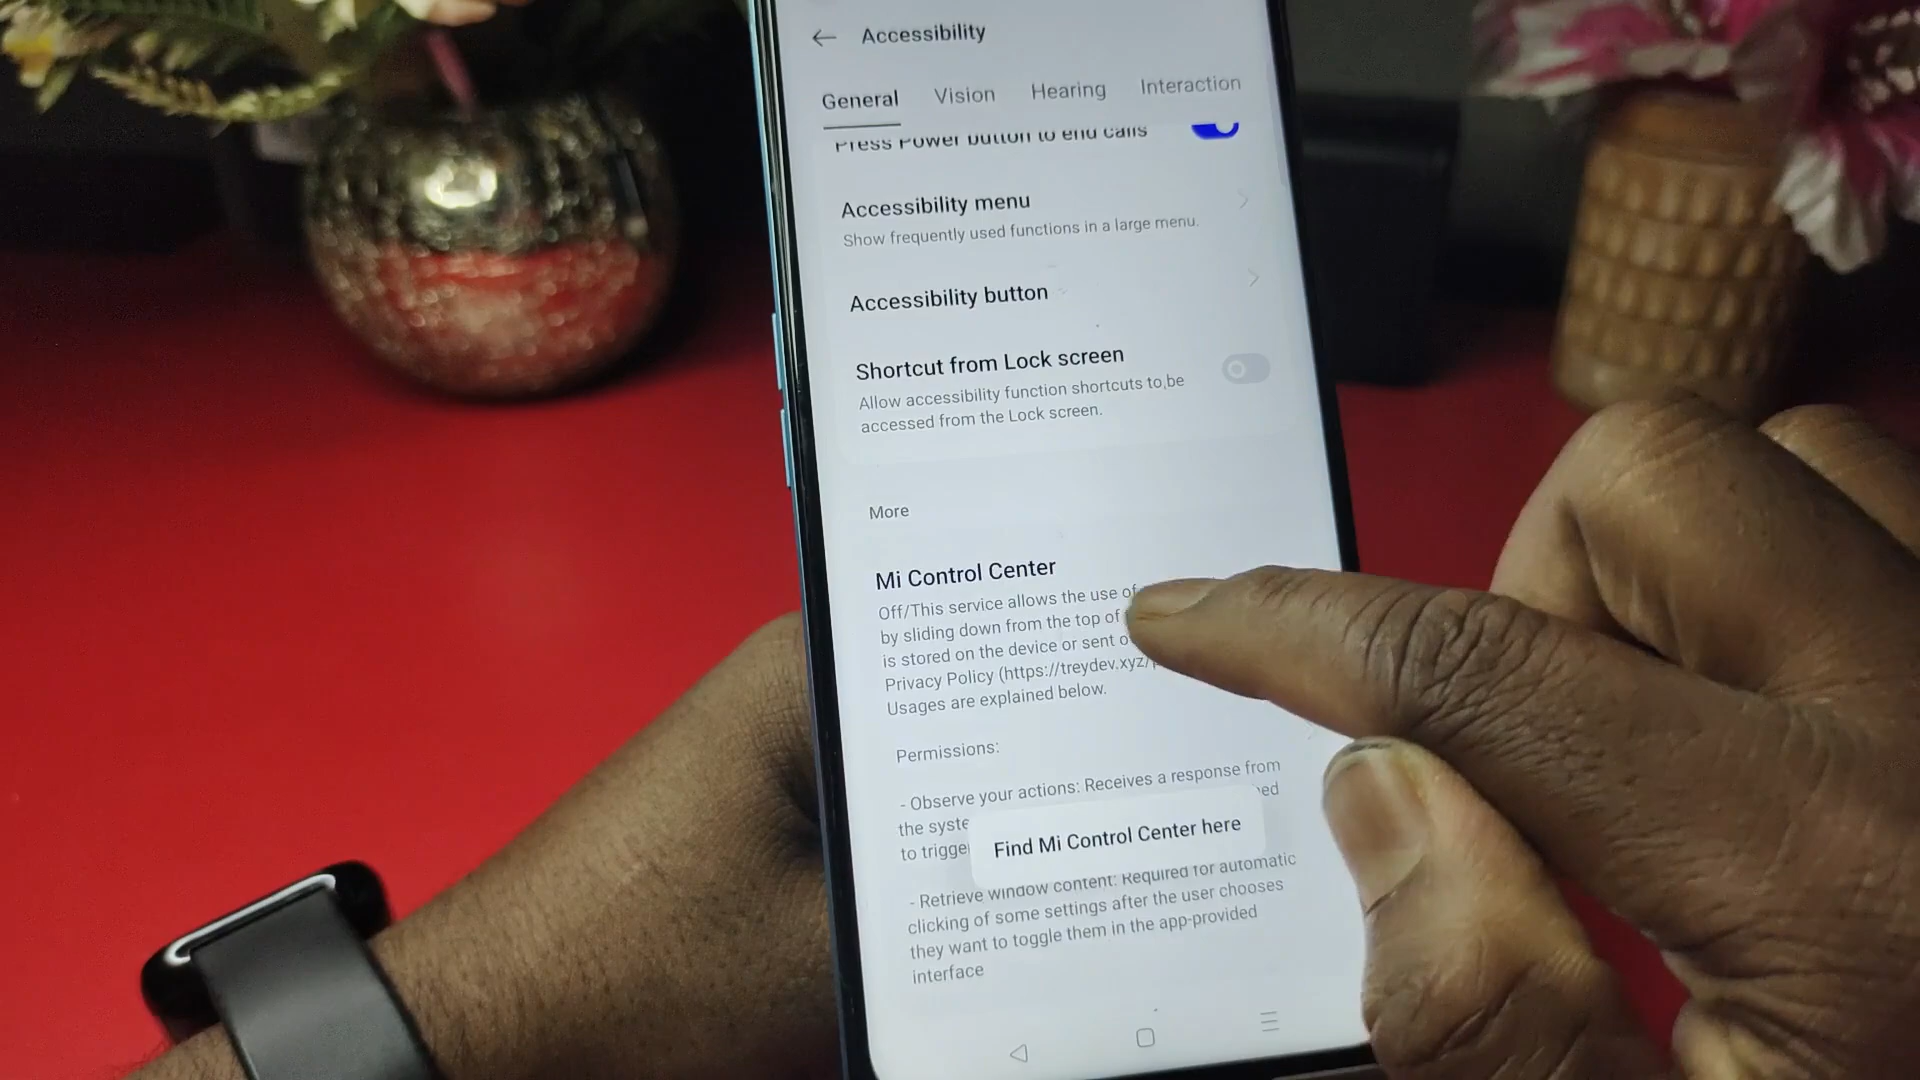 Accessibility
General Vision Hearing Interaction
Press Power button to end calls
Accessibility menu
Show frequently used functions in a large menu.
Accessibility button
Shortcut from Lock screen
Allow accessibility function shortcuts to be
accessed from the Lock screen.
More
Mi Control Center
Off/This service allows the use of
by sliding down from the top of
is stored on the device or sent
Privacy Policy (https://treydev.xyz/
Usages are explained below.
Permissions:
- Observe your actions: Receives a response from
the
to
Find Mi Control Center here
- Retrieve window content: Required for automatic
clicking of some settings after the user chooses
they want to toggle them in the app-provided
interface